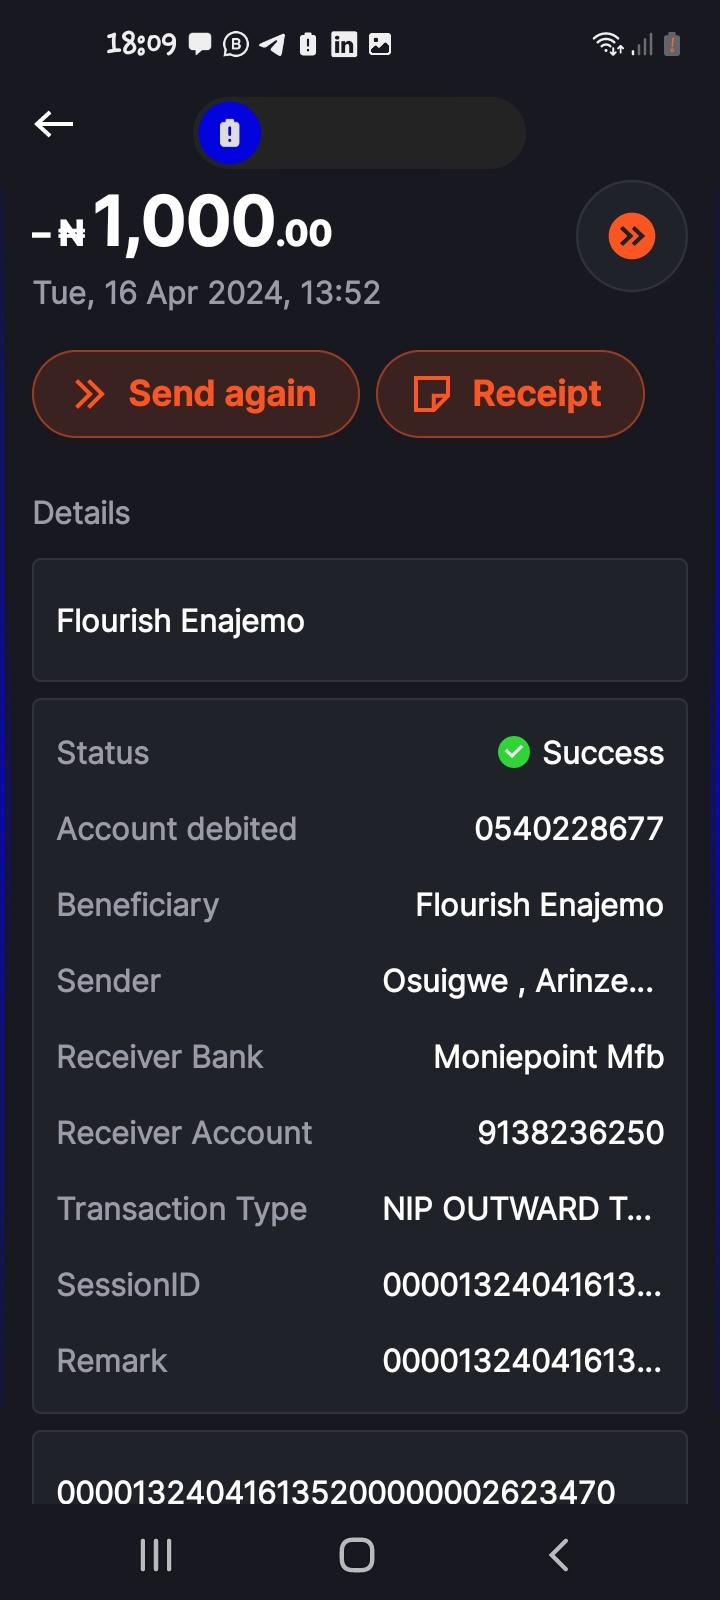 18:09
-₦1,000.00
Tue, 16 Apr 2024, 13:52
Send again
Receipt
Details
Flourish Enajemo
Status Success
Account debited 0540228677
Beneficiary Flourish Enajemo
Sender Osuigwe , Arinze...
Receiver Bank Moniepoint Mfb
Receiver Account 9138236250
Transaction Type NIP OUTWARD T...
SessionID 00001324041613...
Remark 00001324041613...
000013240416135200000002623470